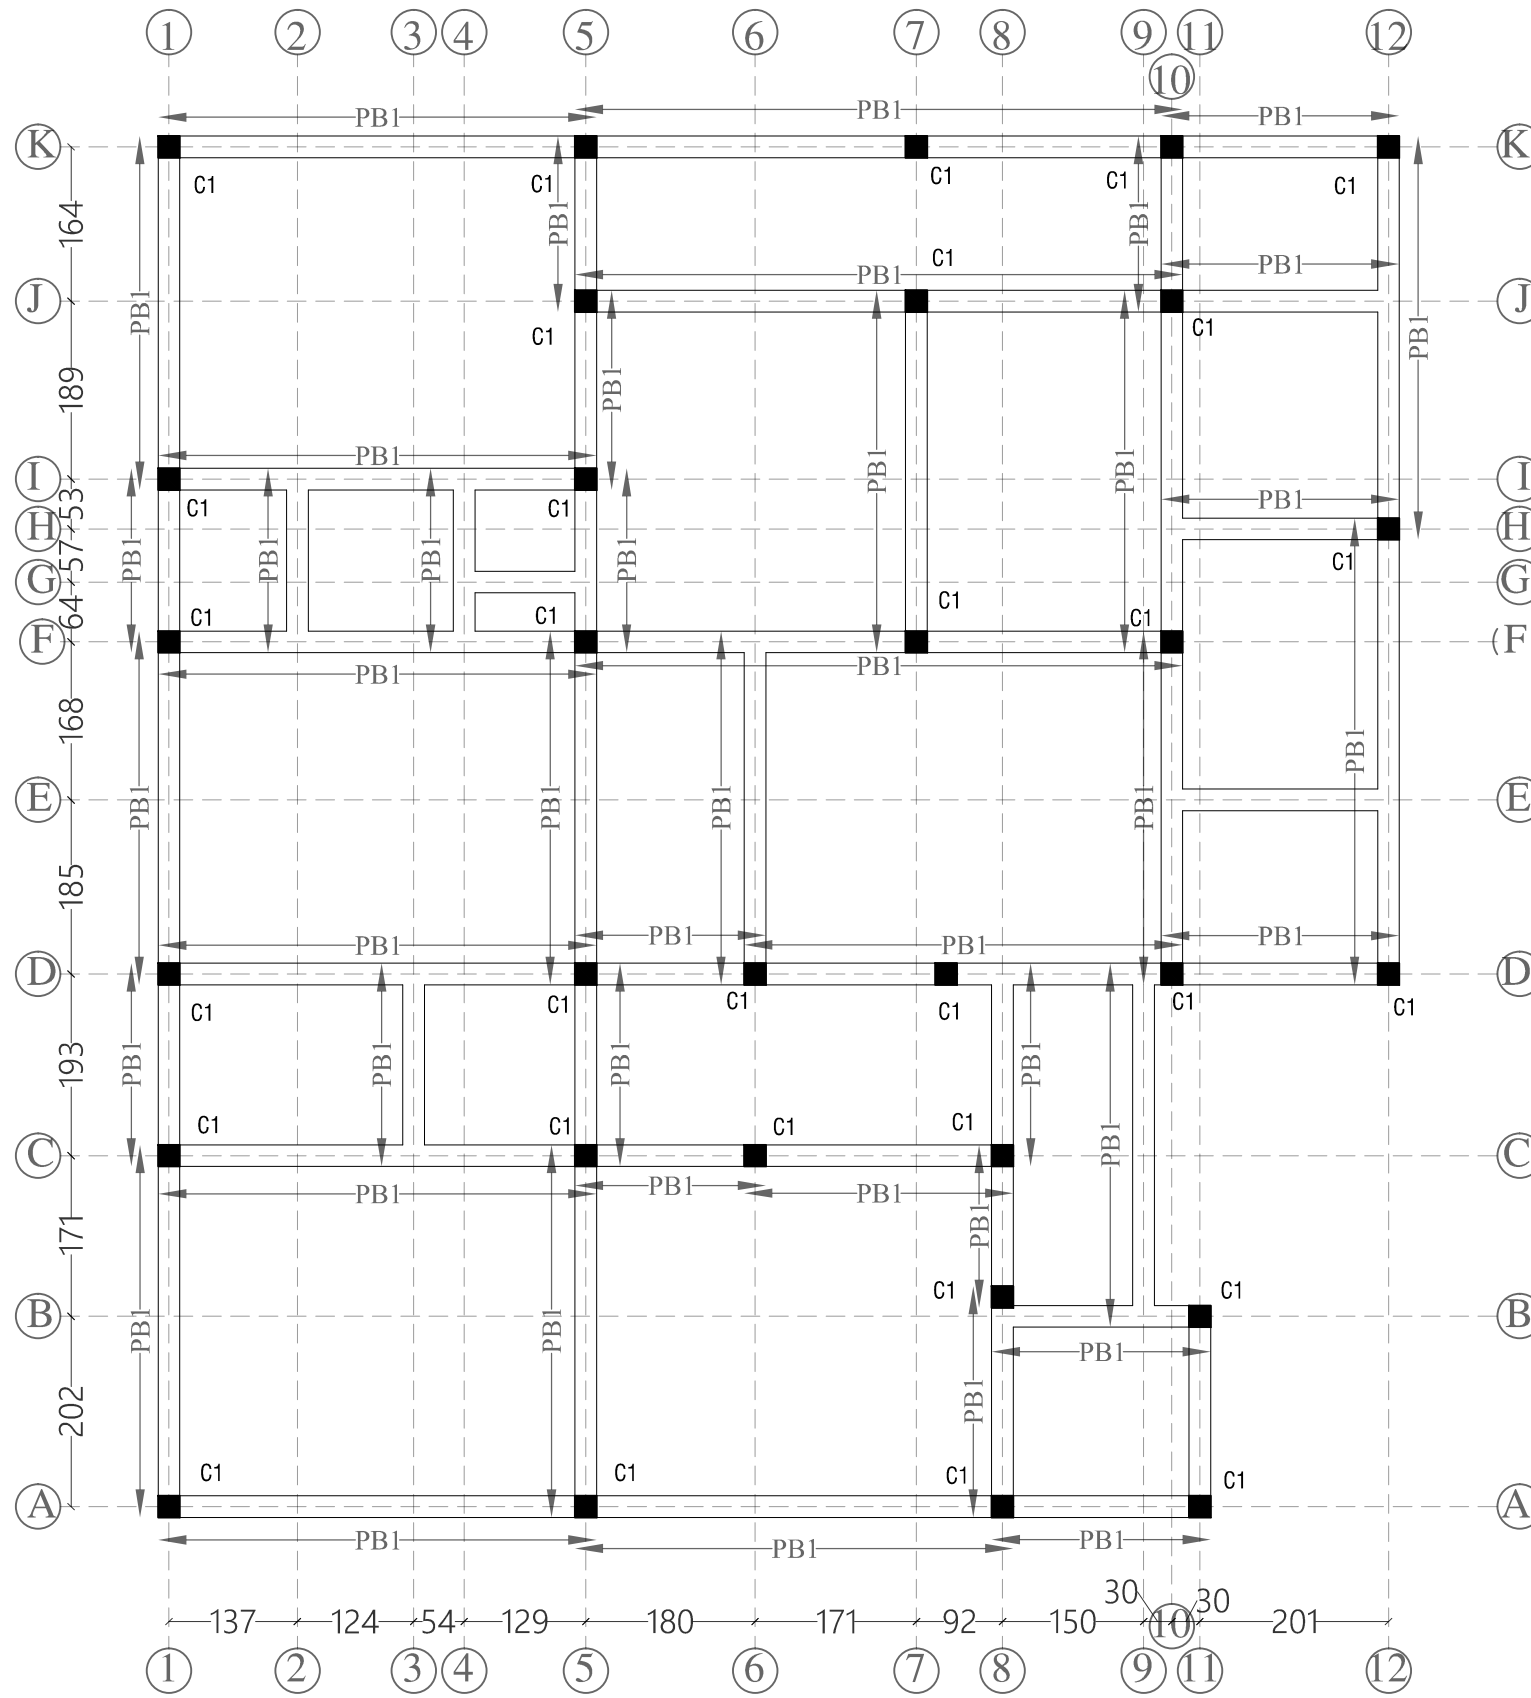 1 2 3 4 5 6 7 8 9 11 12
10
PB1 PB1 PB1
K K
C1 C1 C1 C1 C1
164 PB1 PB1
C1
PB1 PB1
J PB1 J
C1 C1
PB1
189 PB1
PB1 PB1 PB1
I I
53 C1 C1 PB1
H H
57 PB1 PB1 PB1 PB1 C1
G G
64 C1 C1 C1 C1
F (F
PB1 PB1
168
PB1
E PB1 PB1 PB1 PB1 E
185
PB1 PB1 PB1 PB1
D D
C1 C1 C1 C1 C1 C1
193 PB1 PB1 PB1 PB1
C1 C1 C1 C1
PB1
C C
PB1 PB1 PB1
171 PB1
C1 C1
B B
PB1 PB1 PB1
202 PB1
C1 C1 C1 C1
A A
PB1 PB1 PB1
30 30
137 124 54 129 180 171 92 150 10 201
1 2 3 4 5 6 7 8 9 11 12